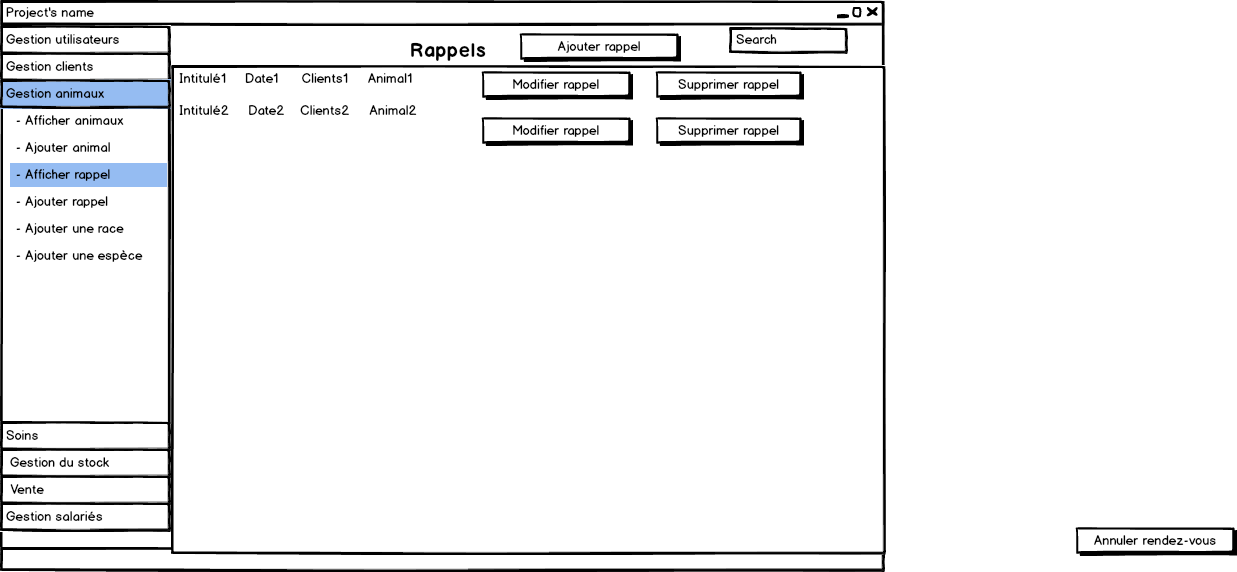 Project's name
Gestion utilisateurs
Gestion clients
Gestion animaux
- Afficher animaux
- Ajouter animal
- Afficher rappel
- Ajouter rappel
- Ajouter une race
- Ajouter une espèce
Soins
Gestion du stock
Vente
Gestion salariés
Rappels
Ajouter rappel
Search
Intitulé1 Date1 Clients1 Animal1 Modifier rappel Supprimer rappel
Intitulé2 Date2 Clients2 Animal2
Modifier rappel Supprimer rappel
Annuler rendez-vous